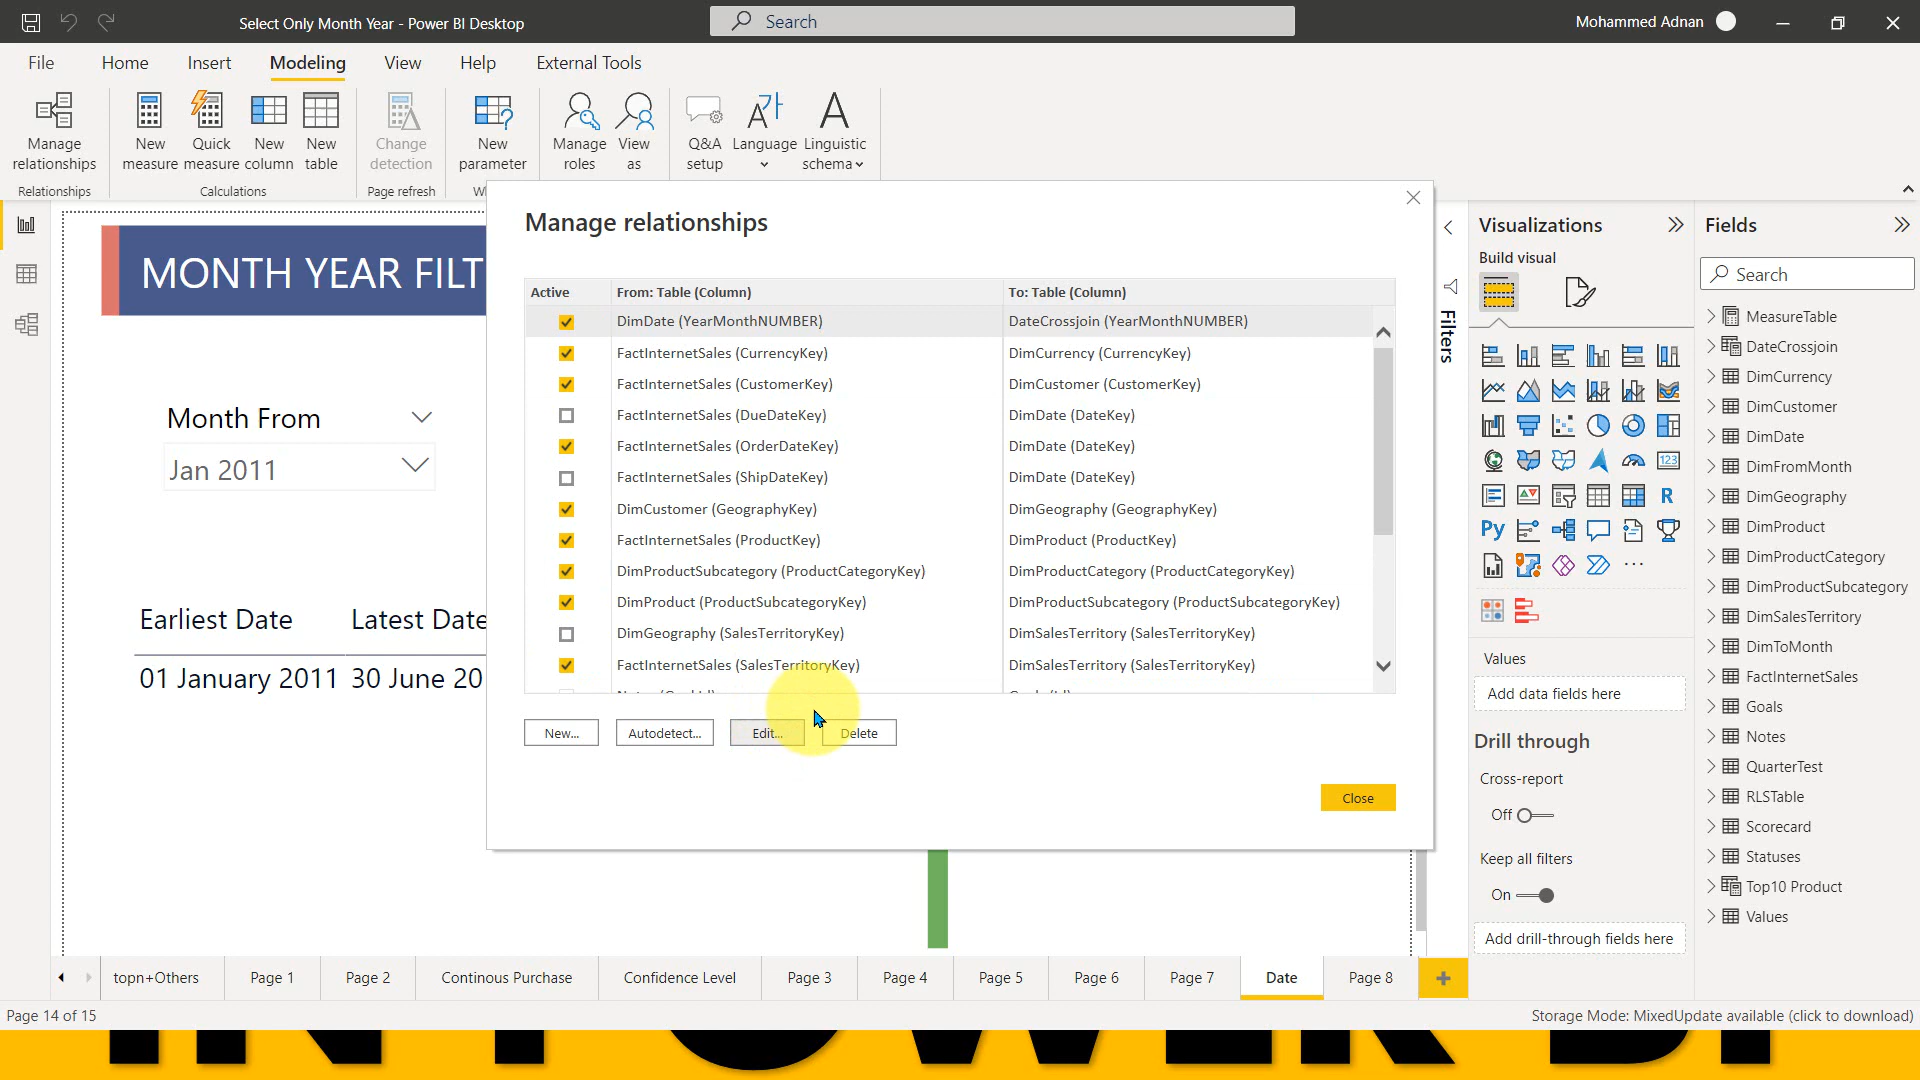 Select Only Month Year - Power BI Desktop
Search
Mohammed Adnan
File
Home
Insert
Modeling
View
Help
External Tools
Manage relationships
New measure
Quick measure
New column
New table
Change detection
New parameter
Manage roles
View as
Q&A setup
Language
Linguistic schema
Relationships
Calculations
Page refresh
MONTH YEAR FILT
Month From
Jan 2011
Earliest Date
Latest Date
01 January 2011
30 June 20
Manage relationships
Active
From: Table (Column)
To: Table (Column)
DimDate (YearMonthNUMBER)
DateCrossjoin (YearMonthNUMBER)
FactInternetSales (CurrencyKey)
DimCurrency (CurrencyKey)
FactInternetSales (CustomerKey)
DimCustomer (CustomerKey)
FactInternetSales (DueDateKey)
DimDate (DateKey)
FactInternetSales (OrderDateKey)
DimDate (DateKey)
FactInternetSales (ShipDateKey)
DimDate (DateKey)
DimCustomer (GeographyKey)
DimGeography (GeographyKey)
FactInternetSales (ProductKey)
DimProduct (ProductKey)
DimProductSubcategory (ProductCategoryKey)
DimProductCategory (ProductCategoryKey)
DimProduct (ProductSubcategoryKey)
DimProductSubcategory (ProductSubcategoryKey)
DimGeography (SalesTerritoryKey)
DimSalesTerritory (SalesTerritoryKey)
FactInternetSales (SalesTerritoryKey)
DimSalesTerritory (SalesTerritoryKey)
New...
Autodetect...
Edit...
Delete
Close
Filters
Visualizations
Build visual
123
R
Py
Values
Add data fields here
Drill through
Cross-report
Off
Keep all filters
On
Add drill-through fields here
Fields
Search
MeasureTable
DateCrossjoin
DimCurrency
DimCustomer
DimDate
DimFromMonth
DimGeography
DimProduct
DimProductCategory
DimProductSubcategory
DimSalesTerritory
DimToMonth
FactInternetSales
Goals
Notes
QuarterTest
RLSTable
Scorecard
Statuses
Top10 Product
Values
topn+Others
Page 1
Page 2
Continous Purchase
Confidence Level
Page 3
Page 4
Page 5
Page 6
Page 7
Date
Page 8
Page 14 of 15
Storage Mode: Mixed
Update available (click to download)
IN POWER BI